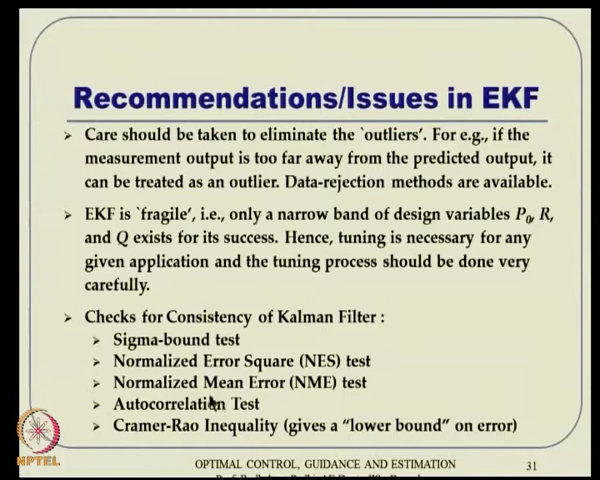 Recommendations/Issues in EKF
➢ Care should be taken to eliminate the `outliers'. For e.g., if the
measurement output is too far away from the predicted output, it
can be treated as an outlier. Data-rejection methods are available.
➢ EKF is `fragile', i.e., only a narrow band of design variables P₀, R,
and Q exists for its success. Hence, tuning is necessary for any
given application and the tuning process should be done very
carefully.
➢ Checks for Consistency of Kalman Filter :
➢ Sigma-bound test
➢ Normalized Error Square (NES) test
➢ Normalized Mean Error (NME) test
➢ Autocorrelation Test
➢ Cramer-Rao Inequality (gives a "lower bound" on error)
NPTEL
OPTIMAL CONTROL, GUIDANCE AND ESTIMATION
31